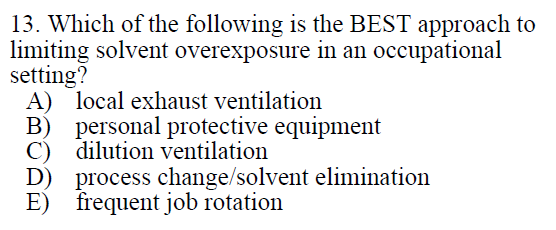 13. Which of the following is the BEST approach to
limiting solvent overexposure in an occupational
setting?
A) local exhaust ventilation
B) personal protective equipment
C) dilution ventilation
D) process change/solvent elimination
E) frequent job rotation